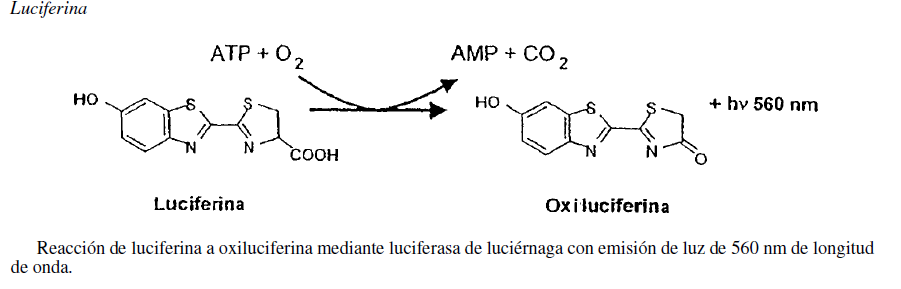 Luciferina
ATP + O2
AMP + CO2
HO
S
S
N
N
COOH
HO
S
S
N
N
O
+ hν 560 nm
Luciferina
Oxiluciferina
Reacción de luciferina a oxiluciferina mediante luciferasa de luciérnaga con emisión de luz de 560 nm de longitud
de onda.